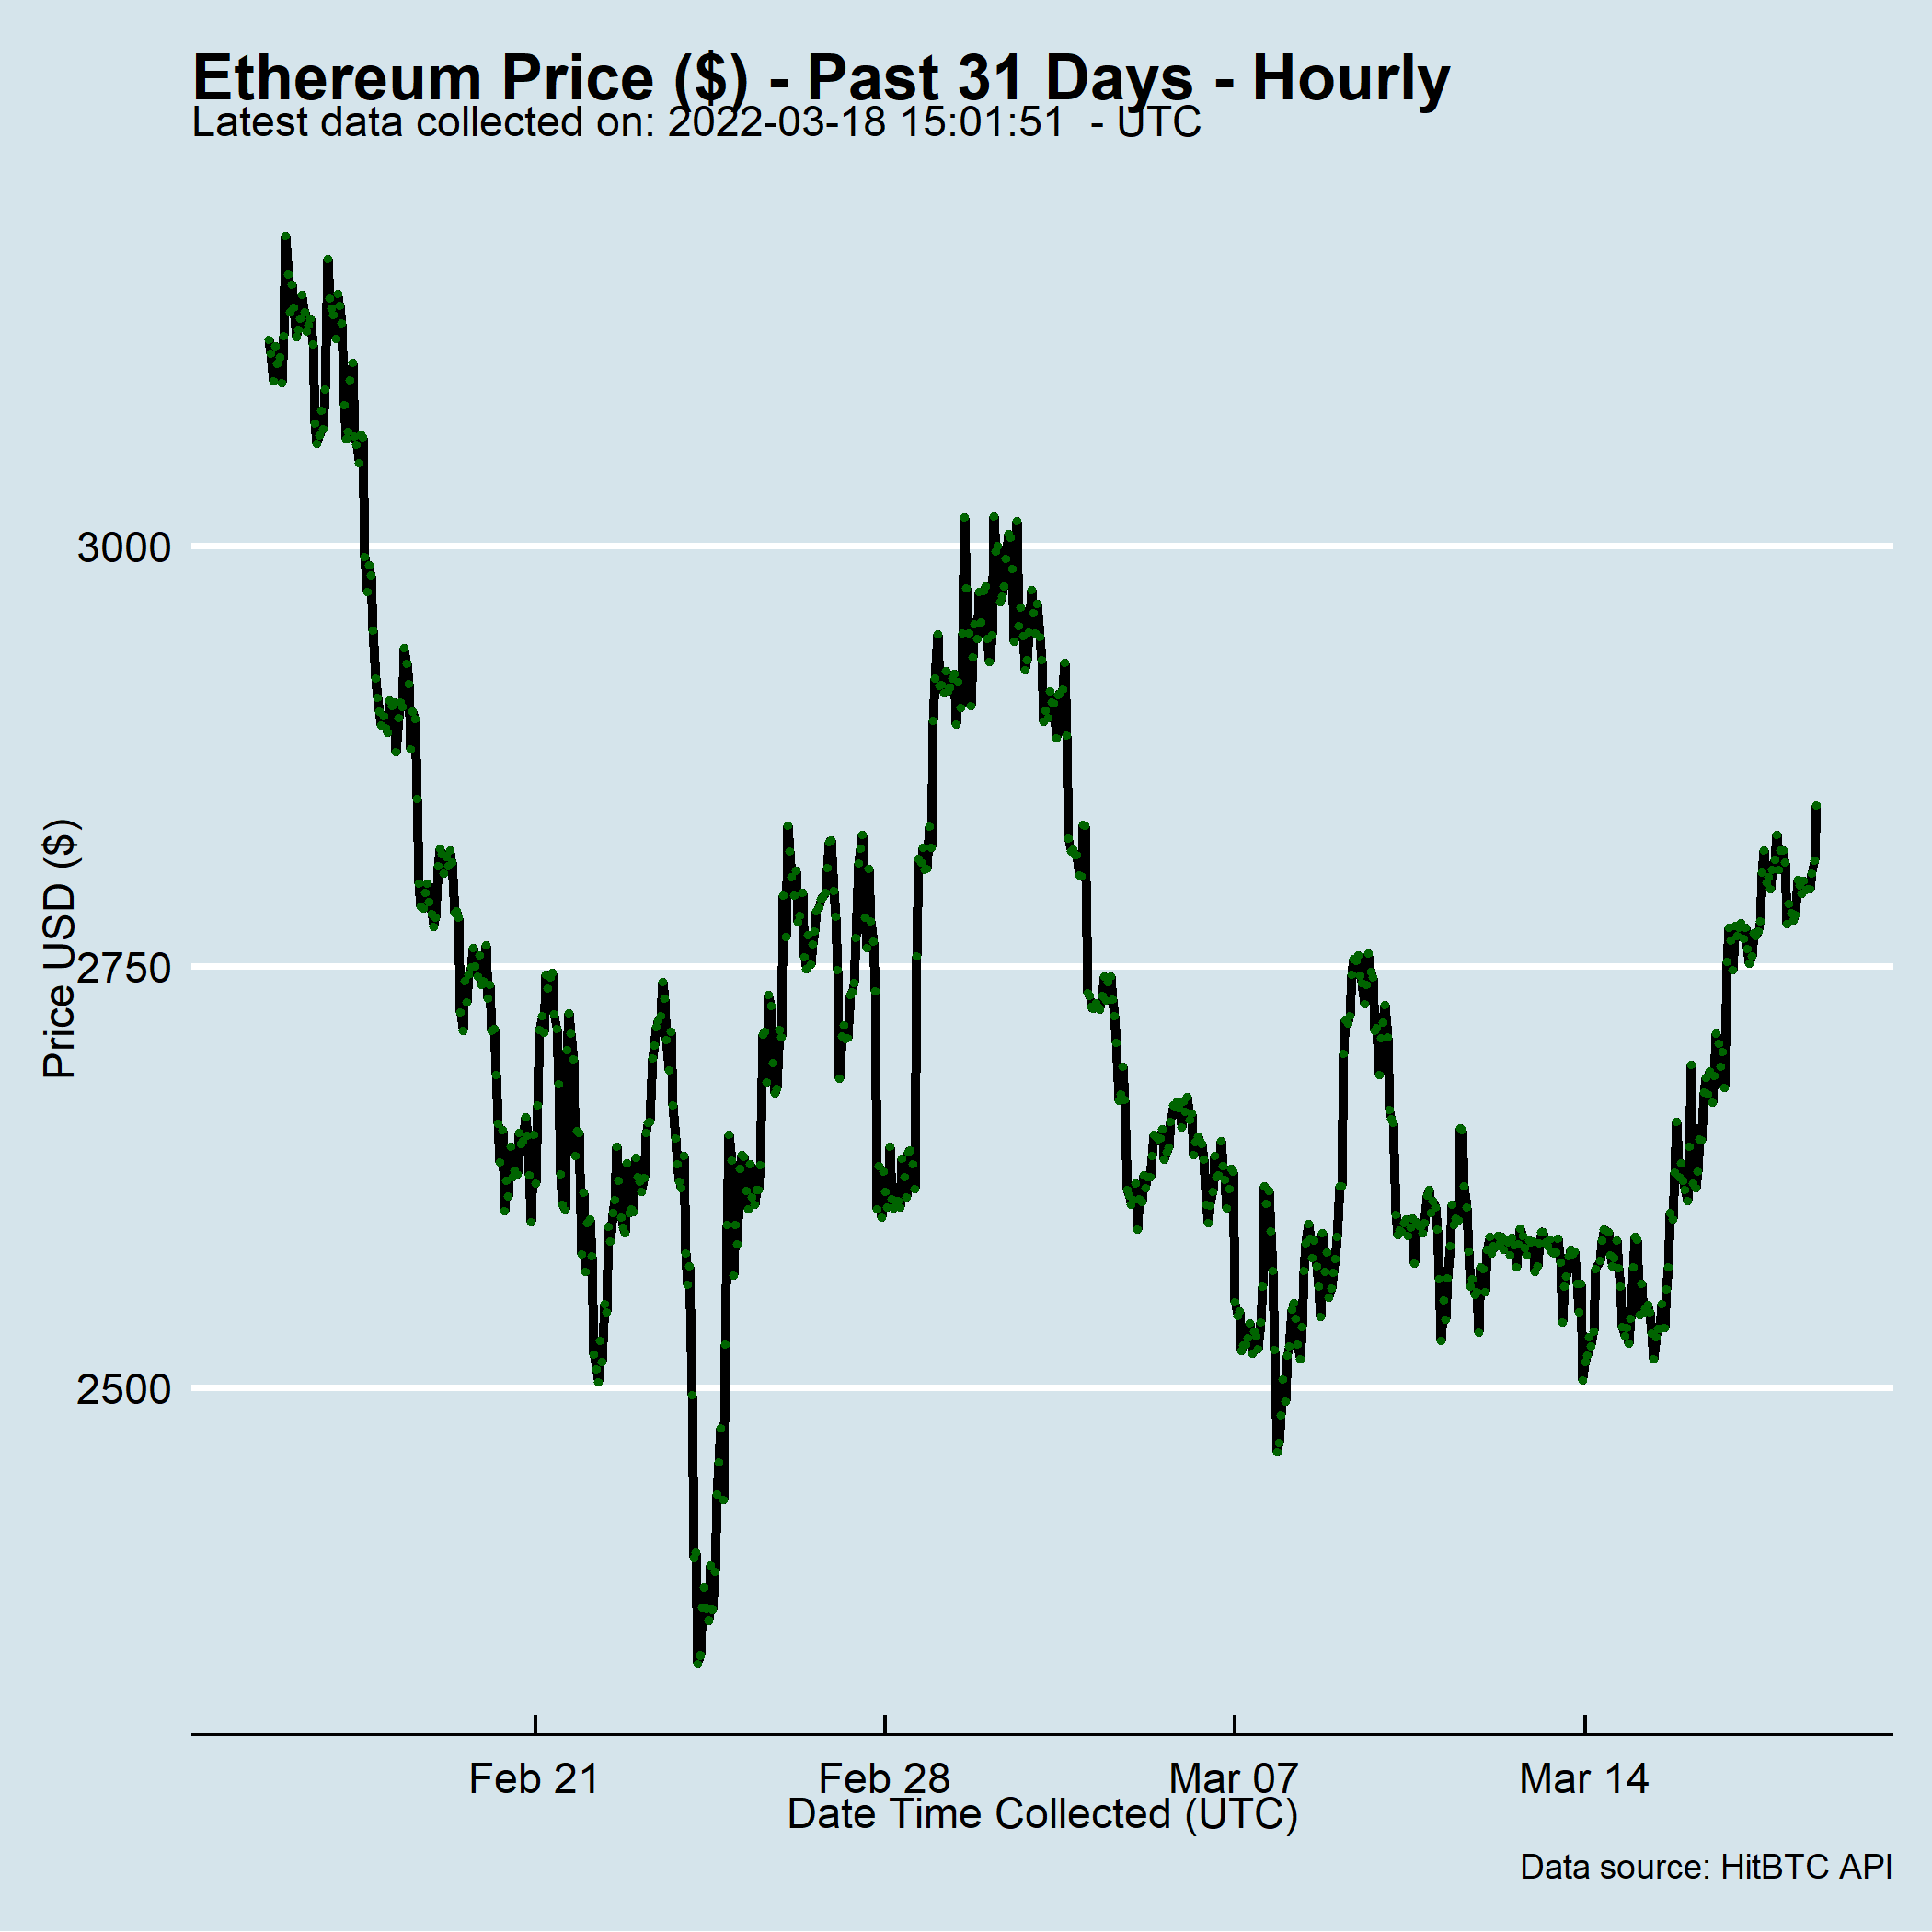 Ethereum Price ($) - Past 31 Days - Hourly
Latest data collected on: 2022-03-18 15:01:51  - UTC
Price USD ($)
3000
2750
2500
Feb 21
Feb 28
Mar 07
Mar 14
Date Time Collected (UTC)
Data source: HitBTC API